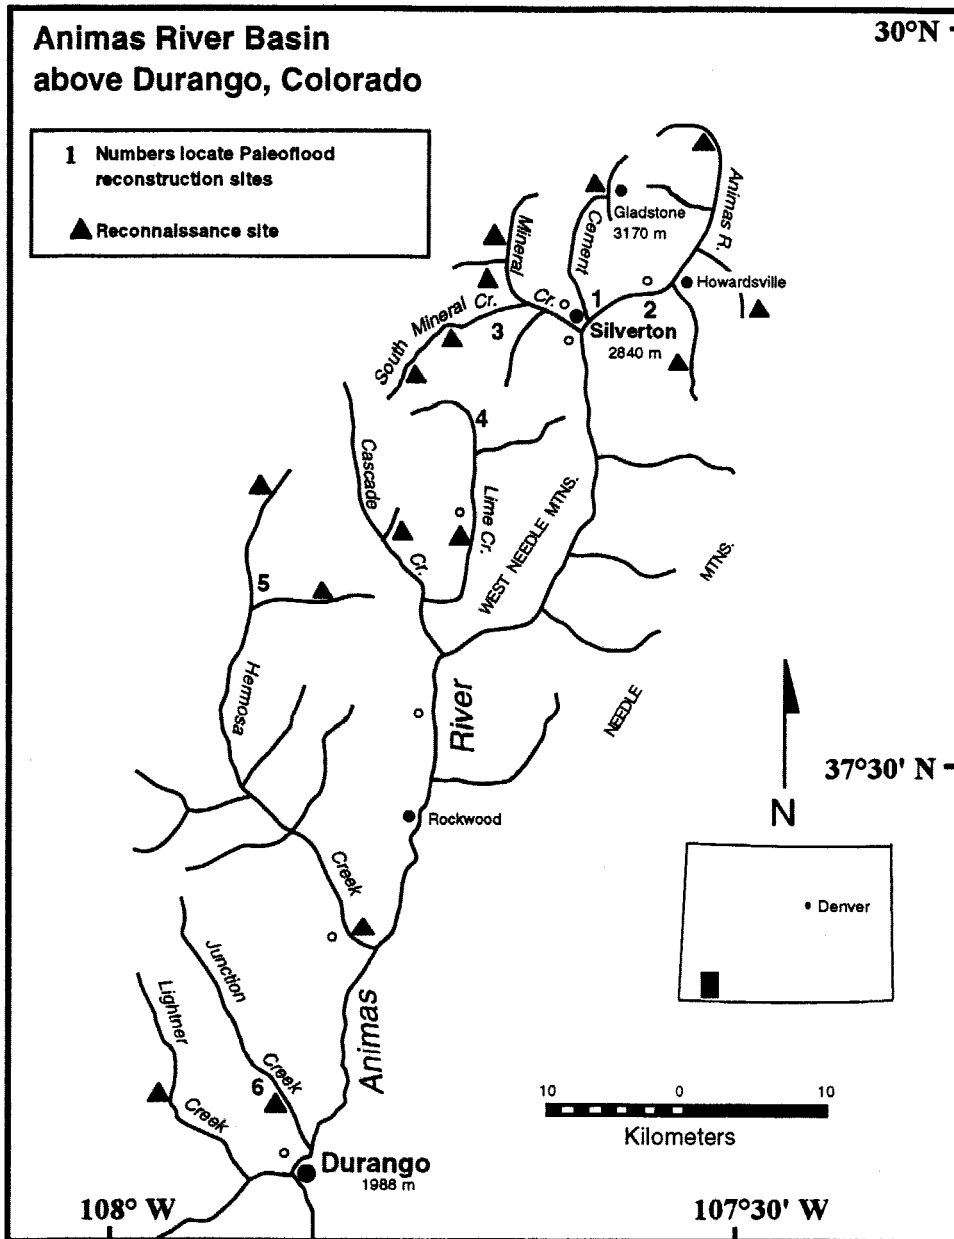 Animas River Basin
above Durango, Colorado
30°N
1 Numbers locate Paleoflood
reconstruction sites
Reconnaissance site
Animas R.
Gladstone
3170 m
Mineral
Cement
Howardsville
South Mineral Cr.
Cr.
1
2
3
Silverton
2840 m
4
Cascade
Cr.
Lime Cr.
WEST NEEDLE MTNS.
MTNS.
5
Hermosa
River
NEEDLE
37°30' N
N
Rockwood
Creek
Denver
Junction
Lightner
Animas
Creek
6
Creek
10 0 10
Kilometers
Durango
1988 m
108° W
107°30' W